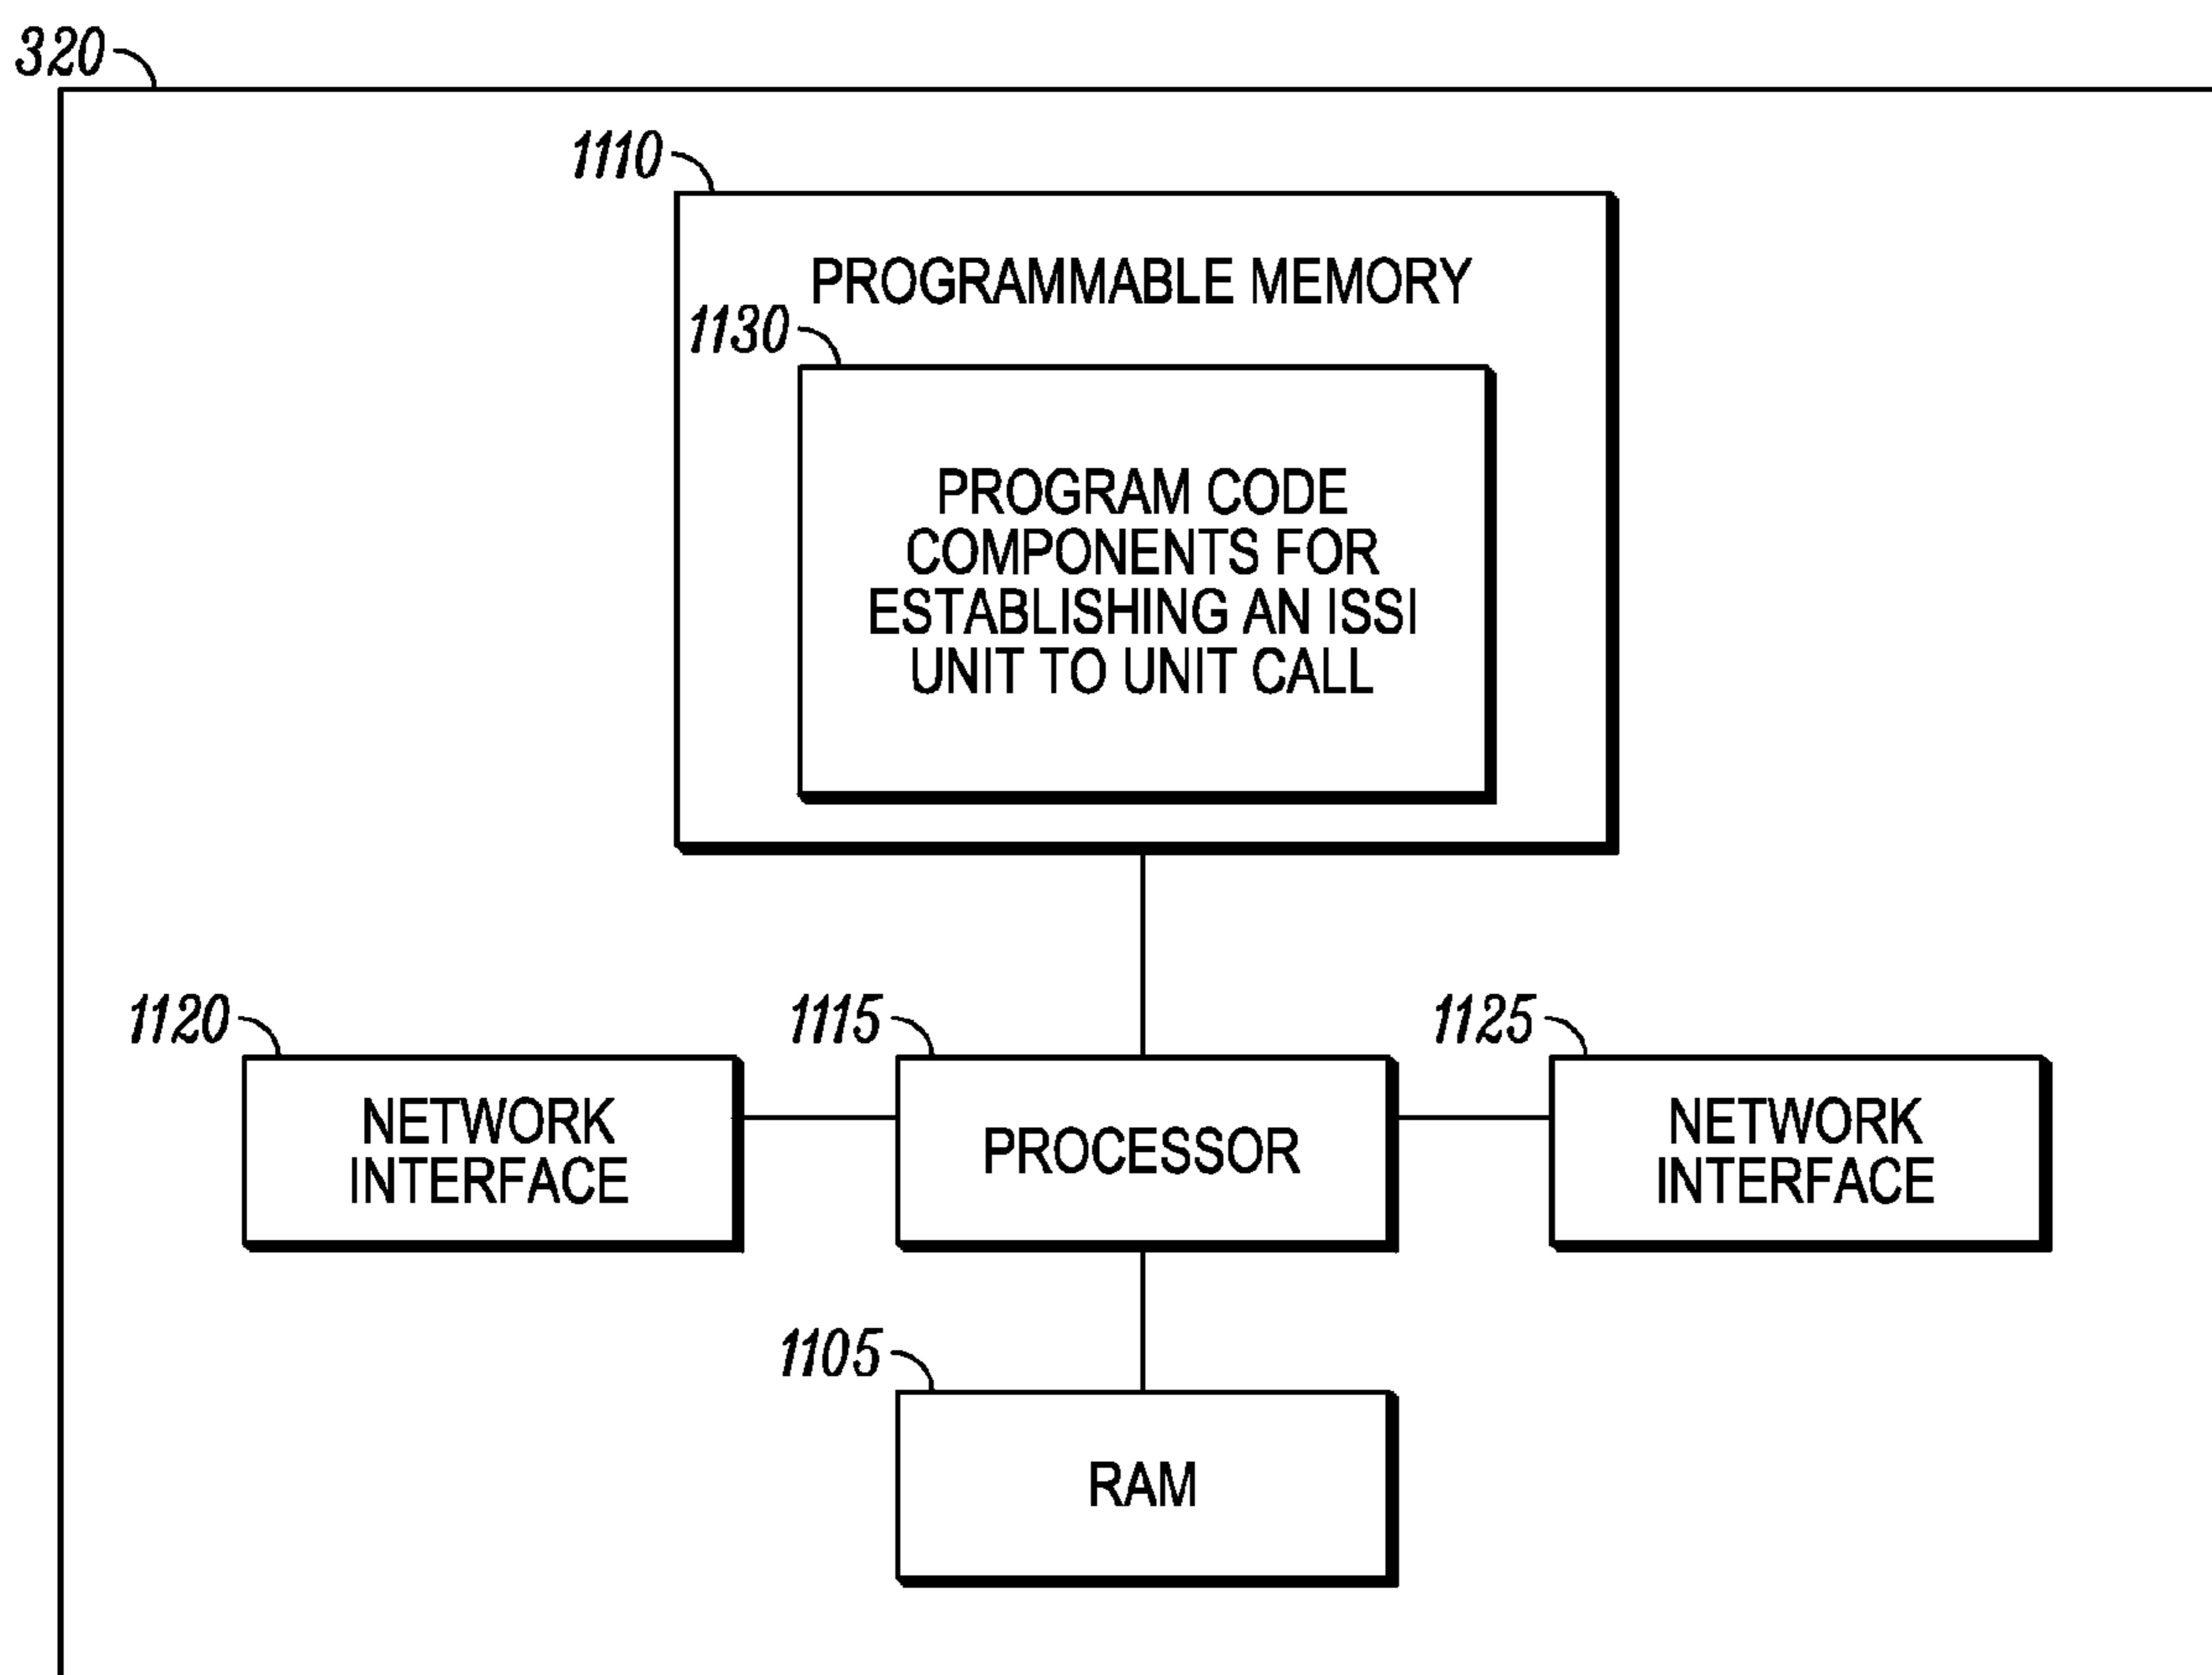 320
1110
PROGRAMMABLE MEMORY
1130
PROGRAM CODE
COMPONENTS FOR
ESTABLISHING AN ISSI
UNIT TO UNIT CALL
1120
NETWORK
INTERFACE
1115
PROCESSOR
1125
NETWORK
INTERFACE
1105
RAM